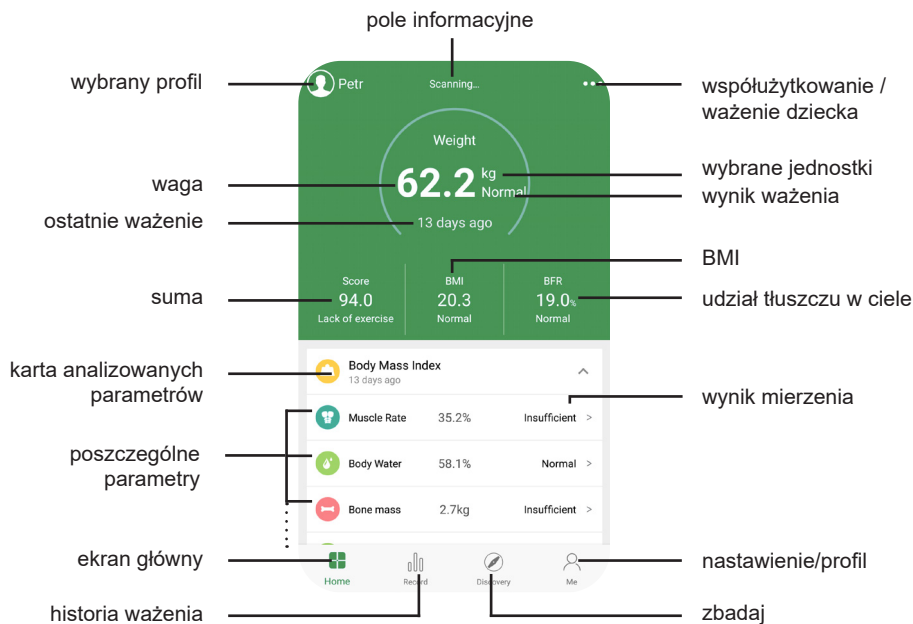 pole informacyjne
wybrany profil
Petr
Scanning...
współużytkowanie /
ważenie dziecka
Weight
62.2 kg
Normal
wybrane jednostki
wynik ważenia
waga
ostatnie ważenie
13 days ago
BMI
Score
BMI
BFR
suma
94.0
20.3
19.0%
udział tłuszczu w ciele
Lack of exercise
Normal
Normal
karta analizowanych
parametrów
Body Mass Index
13 days ago
wynik mierzenia
Muscle Rate 35.2% Insufficient >
poszczególne
parametry
Body Water 58.1% Normal >
Bone mass 2.7kg Insufficient >
ekran główny
nastawienie/profil
Home
Record
Discovery
Me
historia ważenia
zbadaj